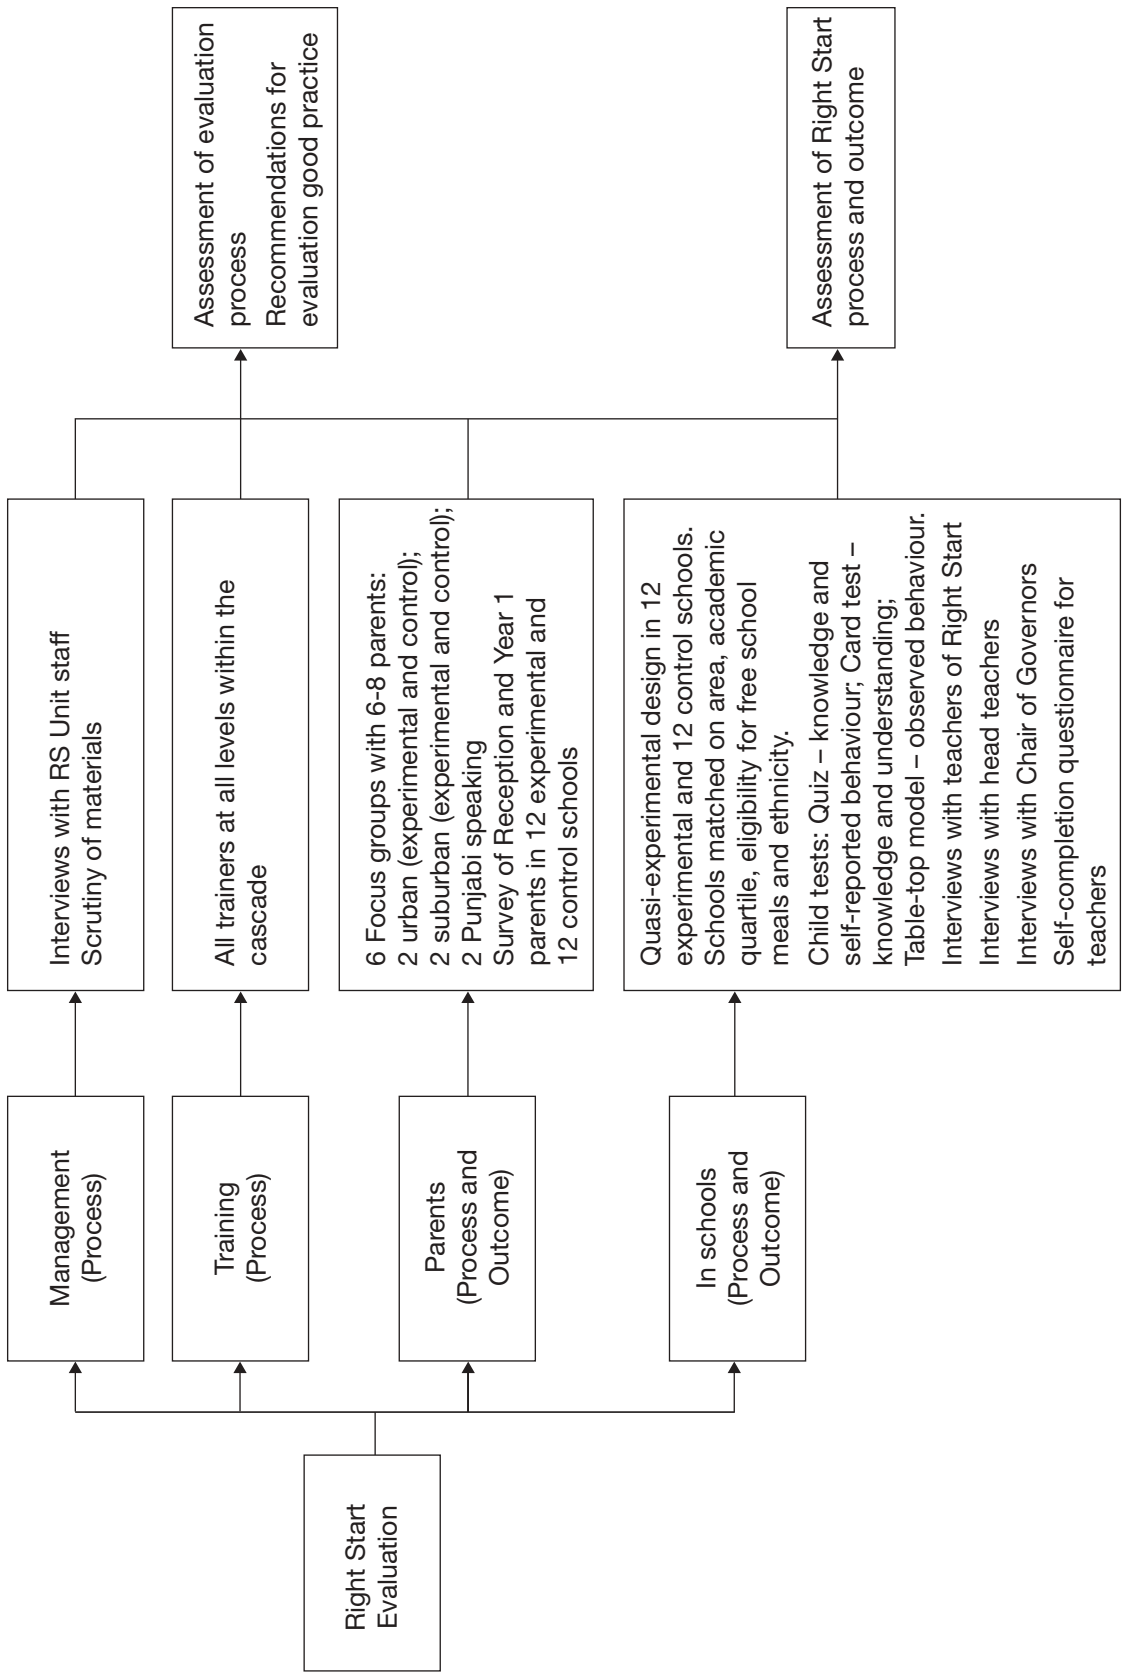 Right Start
Evaluation
Management
(Process)
Training
(Process)
Parents
(Process and
Outcome)
In schools
(Process and
Outcome)
Interviews with RS Unit staff
Scrutiny of materials
All trainers at all levels within the
cascade
6 Focus groups with 6-8 parents:
2 urban (experimental and control);
2 suburban (experimental and control);
2 Punjabi speaking
Survey of Reception and Year 1
parents in 12 experimental and
12 control schools
Quasi-experimental design in 12
experimental and 12 control schools.
Schools matched on area, academic
quartile, eligibility for free school
meals and ethnicity.
Child tests: Quiz – knowledge and
self-reported behaviour; Card test –
knowledge and understanding;
Table-top model – observed behaviour.
Interviews with teachers of Right Start
Interviews with head teachers
Interviews with Chair of Governors
Self-completion questionnaire for
teachers
Assessment of evaluation
process
Recommendations for
evaluation good practice
Assessment of Right Start
process and outcome